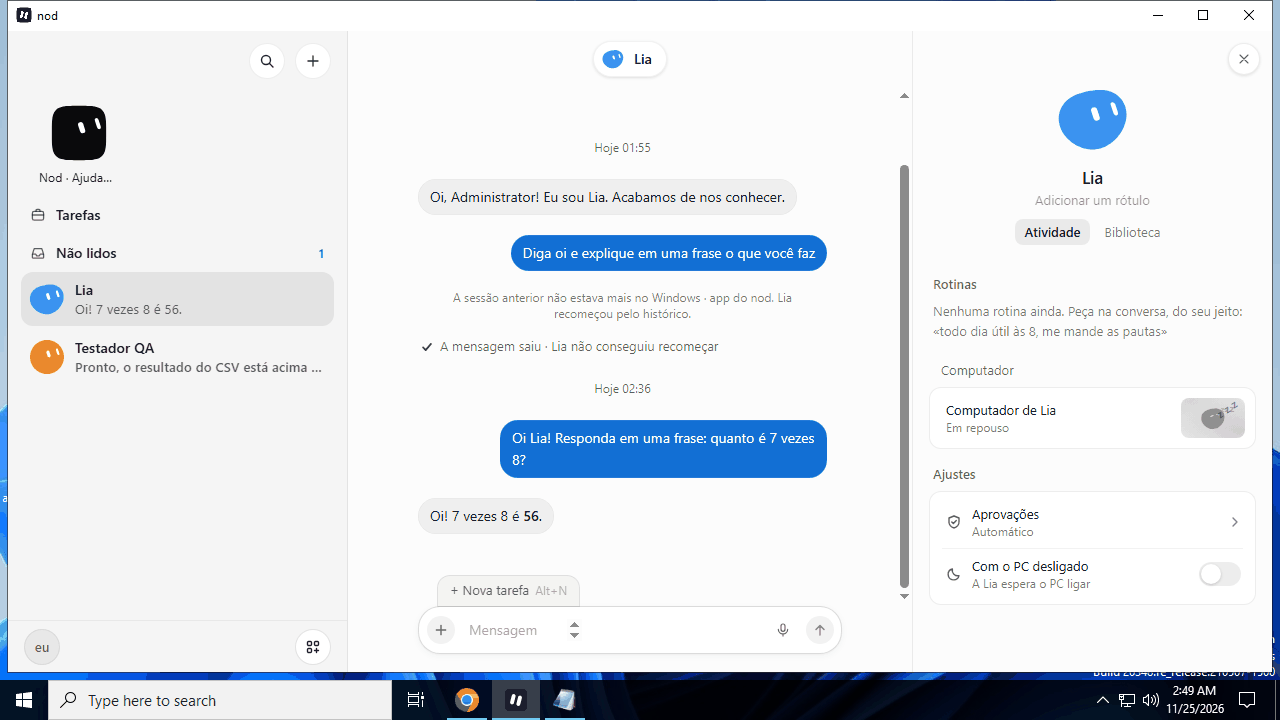 nod
Nod · Ajuda...
Tarefas
Não lidos 1
Lia
Oi! 7 vezes 8 é 56.
Testador QA
Pronto, o resultado do CSV está acima ...
eu
Lia
Hoje 01:55
Oi, Administrator! Eu sou Lia. Acabamos de nos conhecer.
Diga oi e explique em uma frase o que você faz
A sessão anterior não estava mais no Windows · app do nod. Lia
recomeçou pelo histórico.
A mensagem saiu · Lia não conseguiu recomeçar
Hoje 02:36
Oi Lia! Responda em uma frase: quanto é 7 vezes
8?
Oi! 7 vezes 8 é 56.
+ Nova tarefa Alt+N
Mensagem
Lia
Adicionar um rótulo
Atividade Biblioteca
Rotinas
Nenhuma rotina ainda. Peça na conversa, do seu jeito:
«todo dia útil às 8, me mande as pautas»
Computador
Computador de Lia
Em repouso
Ajustes
Aprovações
Automático
Com o PC desligado
A Lia espera o PC ligar
Type here to search
2:49 AM
11/25/2026